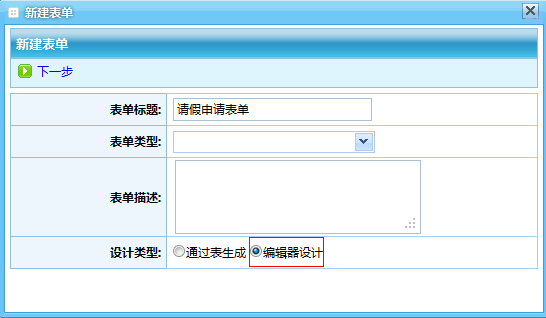 新建表单
新建表单
下一步
表单标题: 请假申请表单
表单类型:
表单描述:
设计类型: 通过表生成 编辑器设计